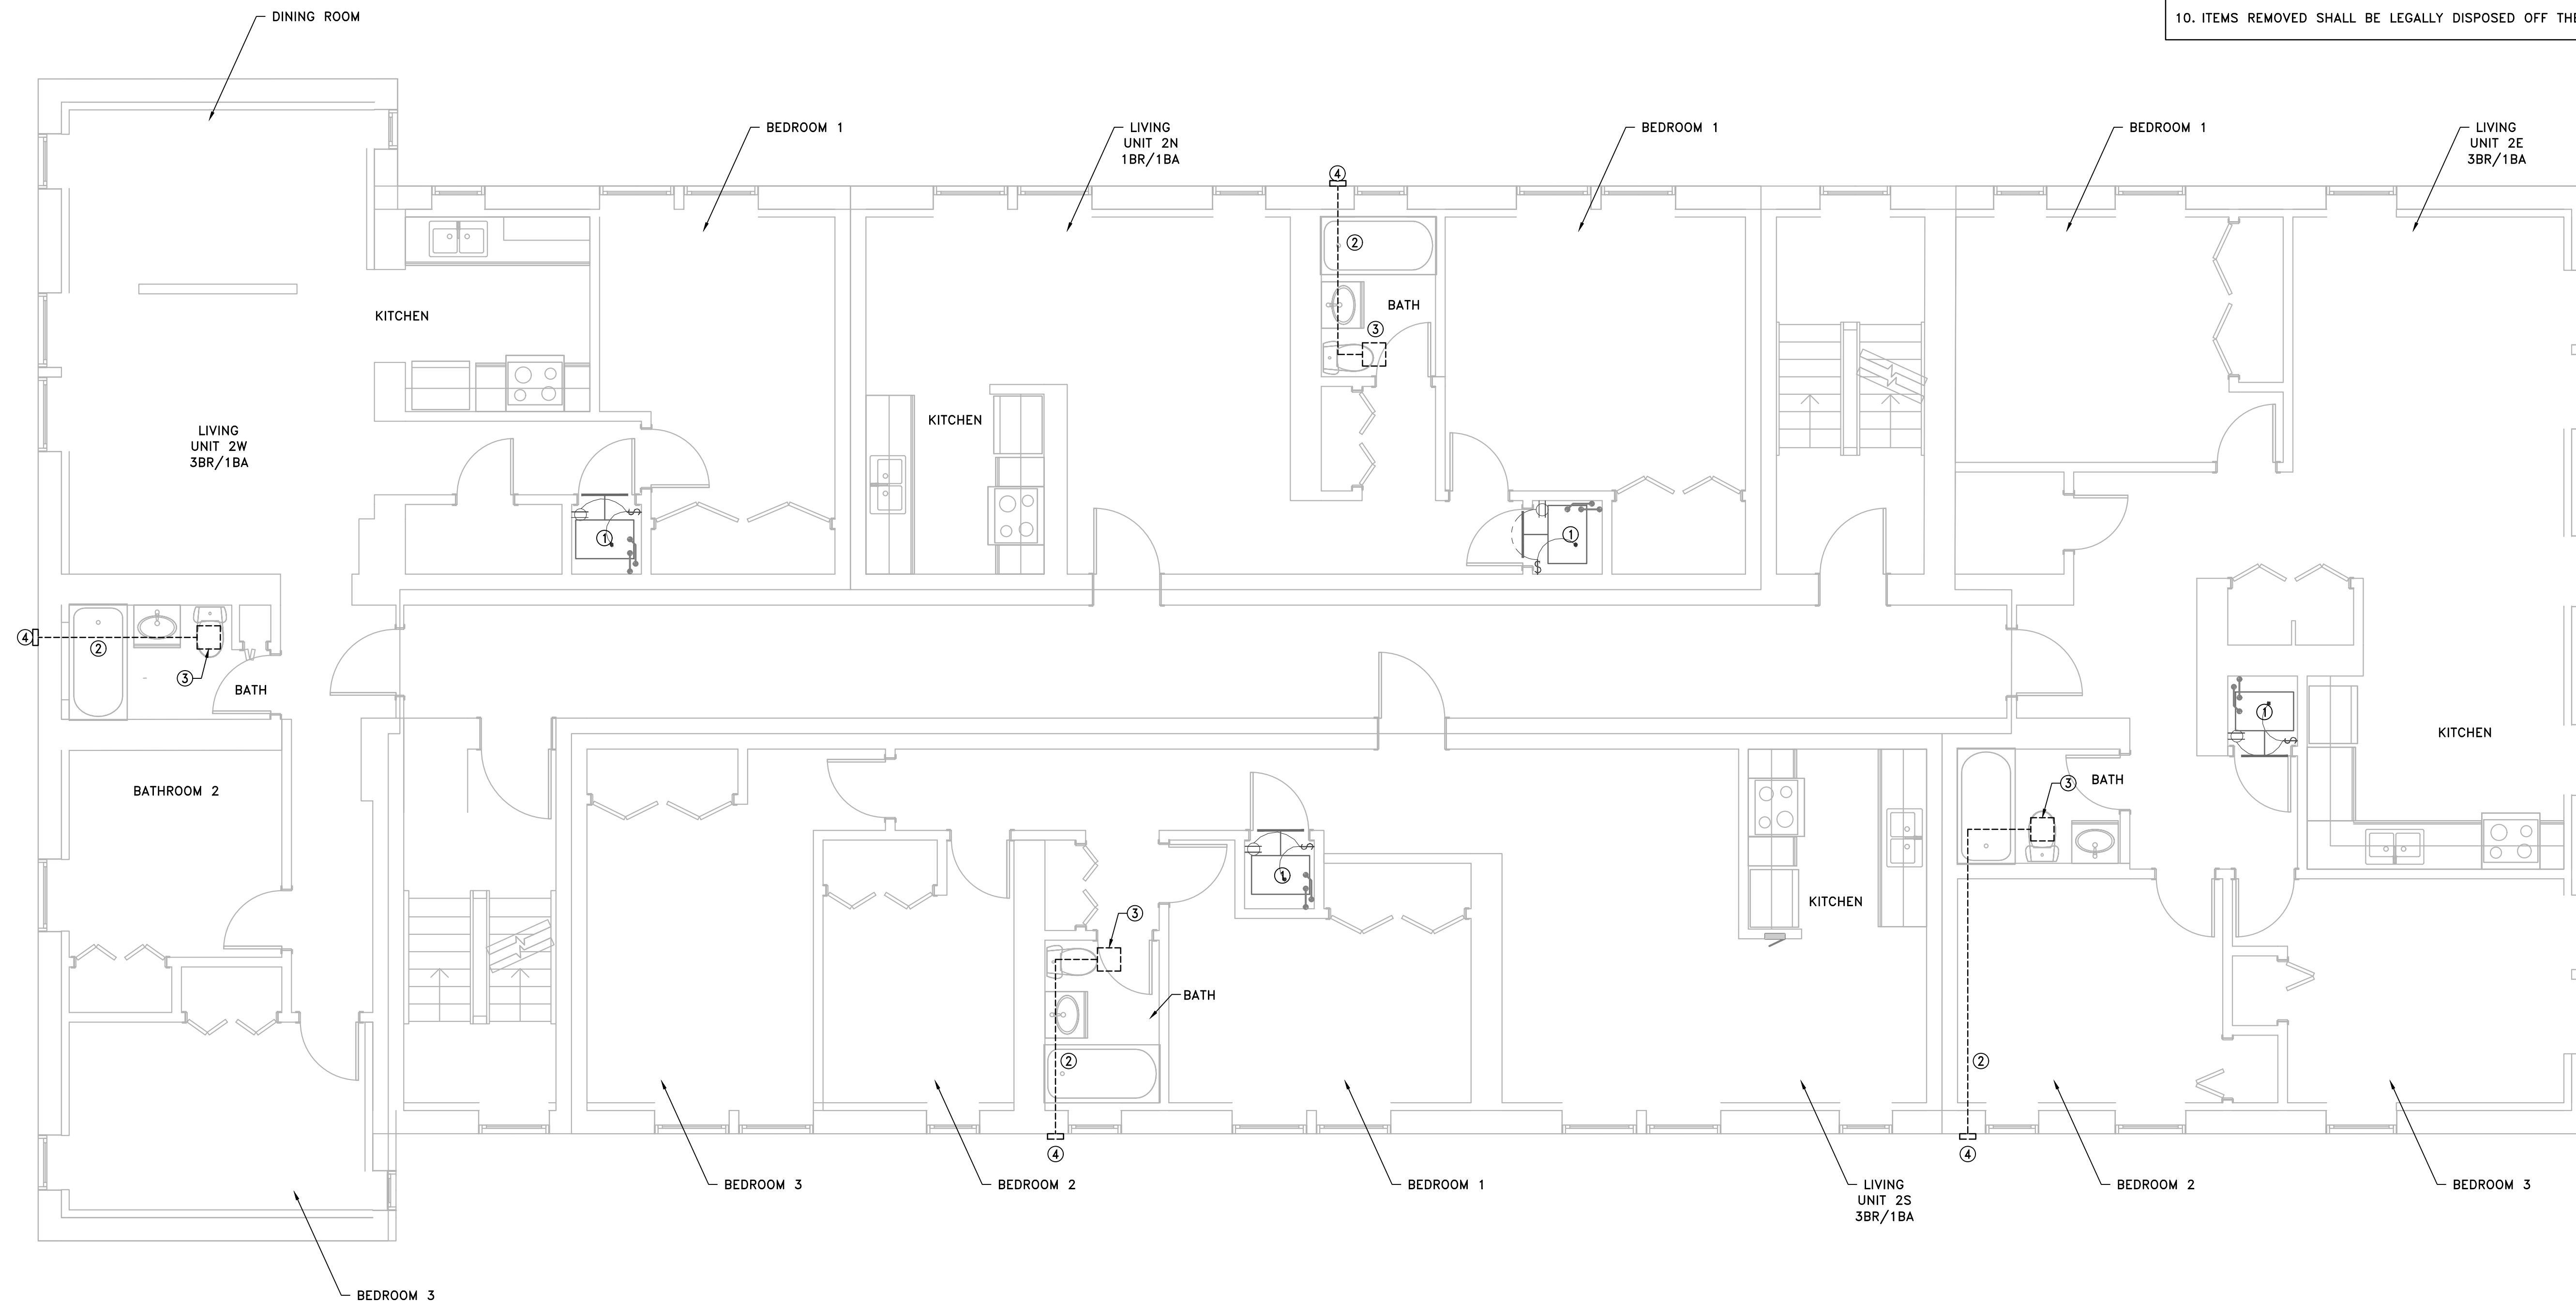 DINING ROOM
10. ITEMS REMOVED SHALL BE LEGALLY DISPOSED OFF THE
BEDROOM 1
LIVING
UNIT 2N
1BR/1BA
BEDROOM 1
BEDROOM 1
LIVING
UNIT 2E
3BR/1BA
4
2
BATH
3
KITCHEN
KITCHEN
LIVING
UNIT 2W
3BR/1BA
1
$
1
$
4
2
3
BATH
1
$
KITCHEN
BATHROOM 2
3
BATH
1
$
KITCHEN
3
BATH
2
2
4
4
BEDROOM 3
BEDROOM 2
BEDROOM 1
LIVING
UNIT 2S
3BR/1BA
BEDROOM 2
BEDROOM 3
BEDROOM 3